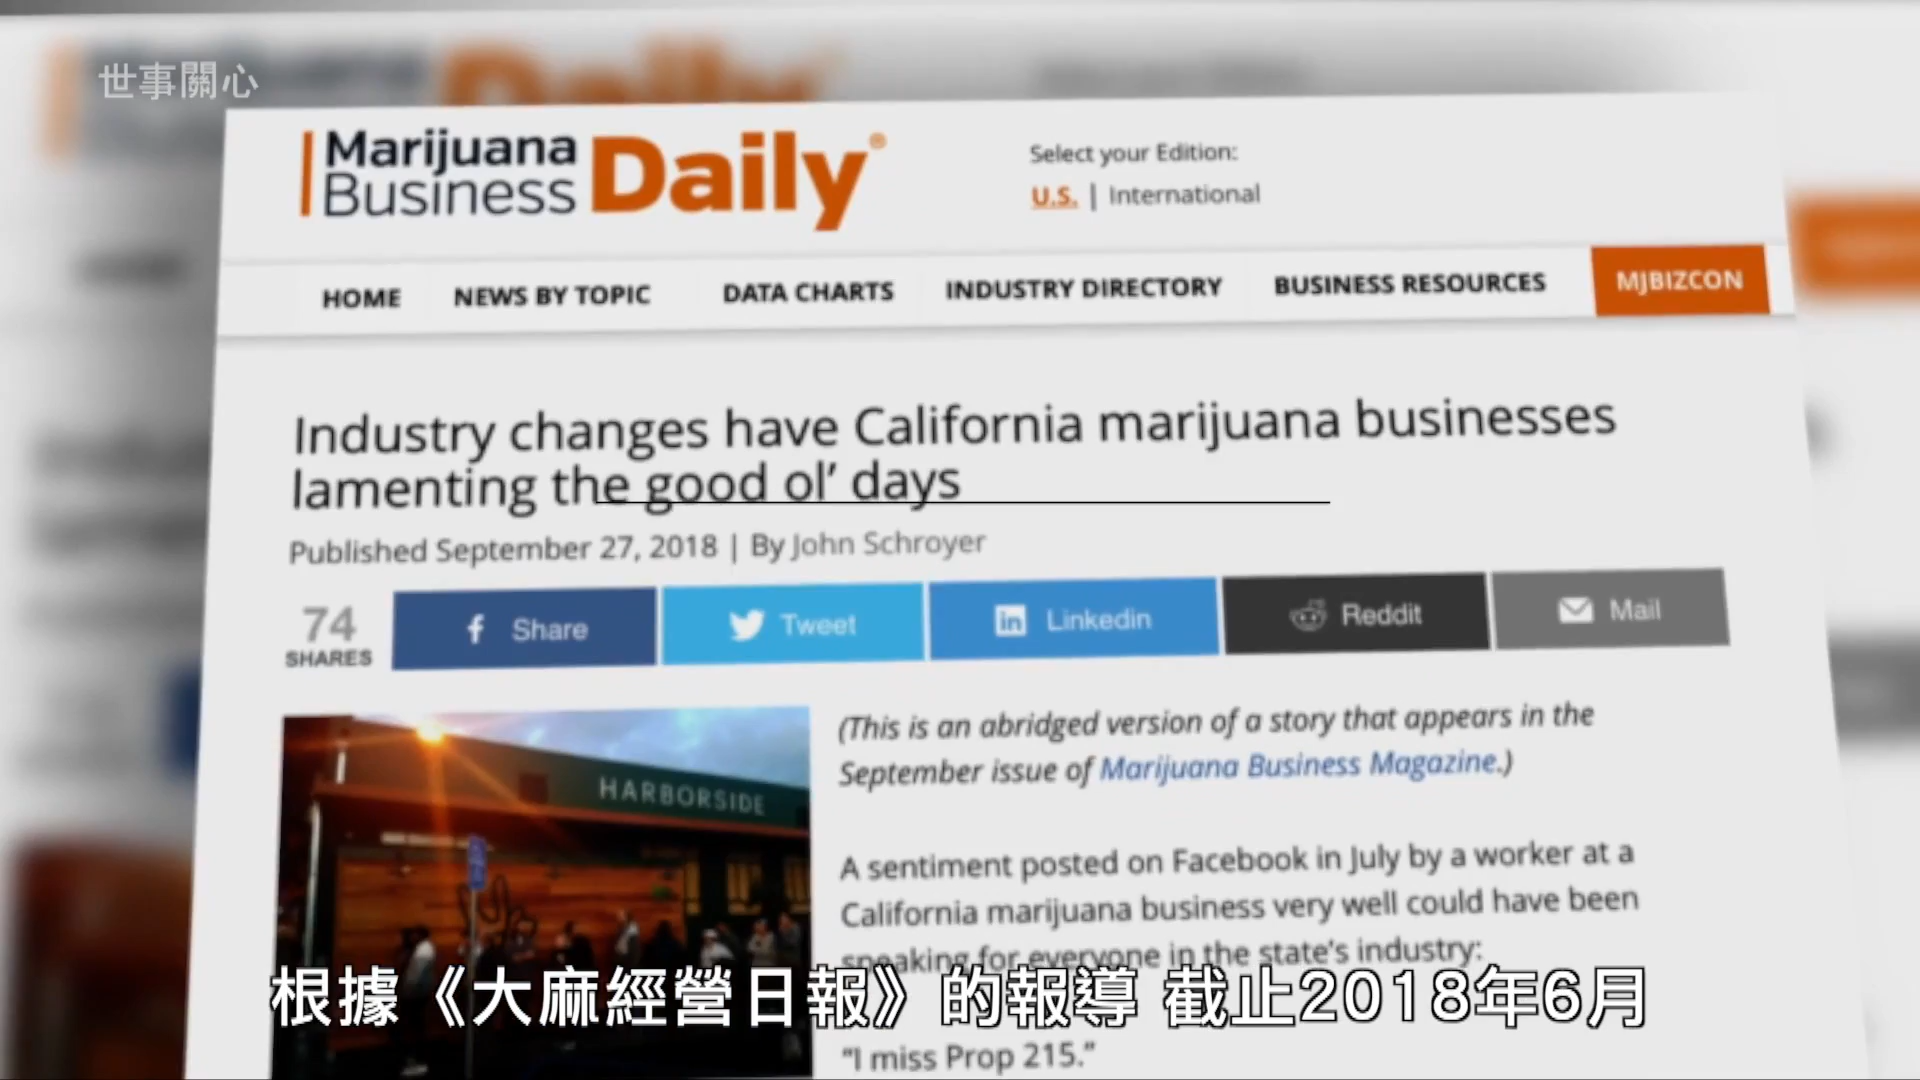 世事關心
Marijuana
Business
Daily®
Select your Edition:
U.S. | International
HOME
NEWS BY TOPIC
DATA CHARTS
INDUSTRY DIRECTORY
BUSINESS RESOURCES
MJBIZCON
Industry changes have California marijuana businesses
lamenting the good ol’ days
Published September 27, 2018 | By John Schroyer
74
SHARES
Share
Tweet
Linkedin
Reddit
Mail
HARBORSIDE
(This is an abridged version of a story that appears in the
September issue of Marijuana Business Magazine.)
A sentiment posted on Facebook in July by a worker at a
California marijuana business very well could have been
speaking for everyone in the state’s industry:
根據《大麻經營日報》的報導 截止2018年6月
“I miss Prop 215.”